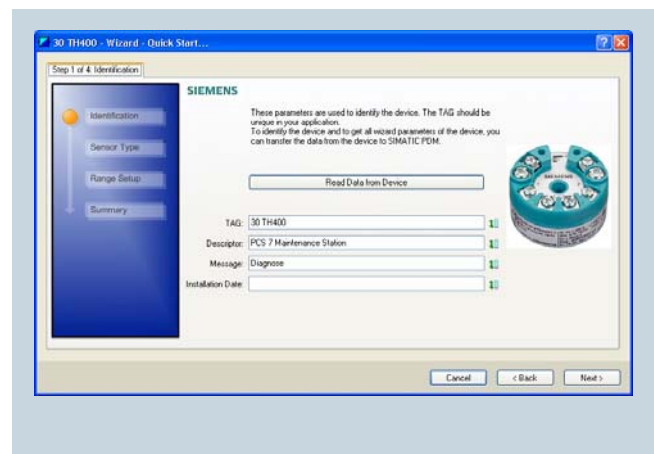 30 TH400 - Wizard - Quick Start...
Step 1 of 4: Identification
SIEMENS
Identification
Sensor Type
Range Setup
Summary
These parameters are used to identify the device. The TAG should be
unique in your application.
To identify the device and to get all wizard parameters of the device, you
can transfer the data from the device to SIMATIC PDM.
Read Data from Device
TAG: 30 TH400
Descriptor: PCS 7 Maintenance Station
Message: Diagnose
Installation Date:
SIEMENS
Cancel
< Back
Next >